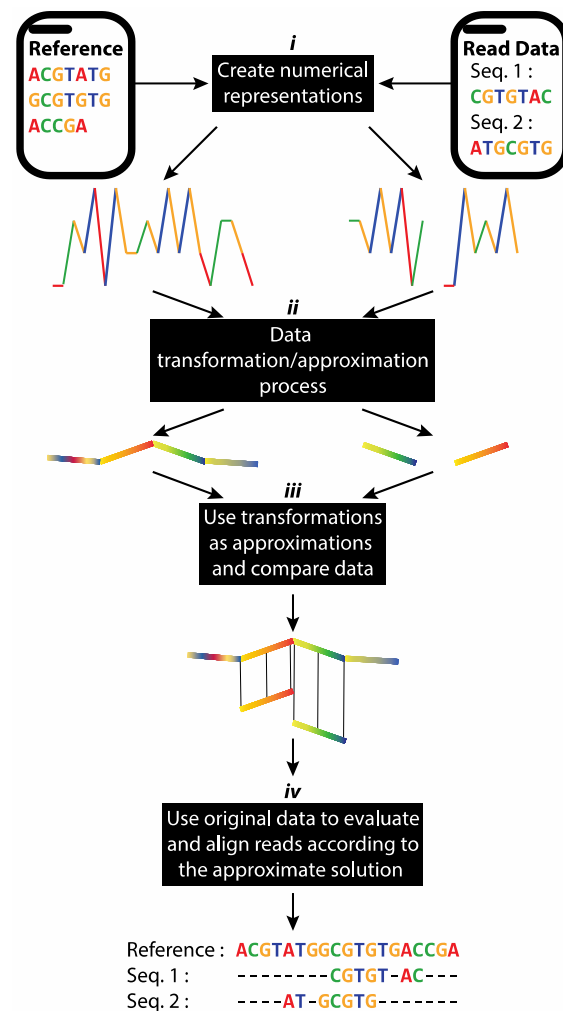 Reference
ACGTATG
GCGTGTG
ACCGA
i
Create numerical
representations
Read Data
Seq. 1 :
CGTGTAC
Seq. 2 :
ATGCGTG
ii
Data
transformation/approximation
process
iii
Use transformations
as approximations
and compare data
iv
Use original data to evaluate
and align reads according to
the approximate solution
Reference : ACGTATGGCGTGTGACCGA
Seq. 1 : --------CGTGT-AC---
Seq. 2 : ----AT-GCGTG-------